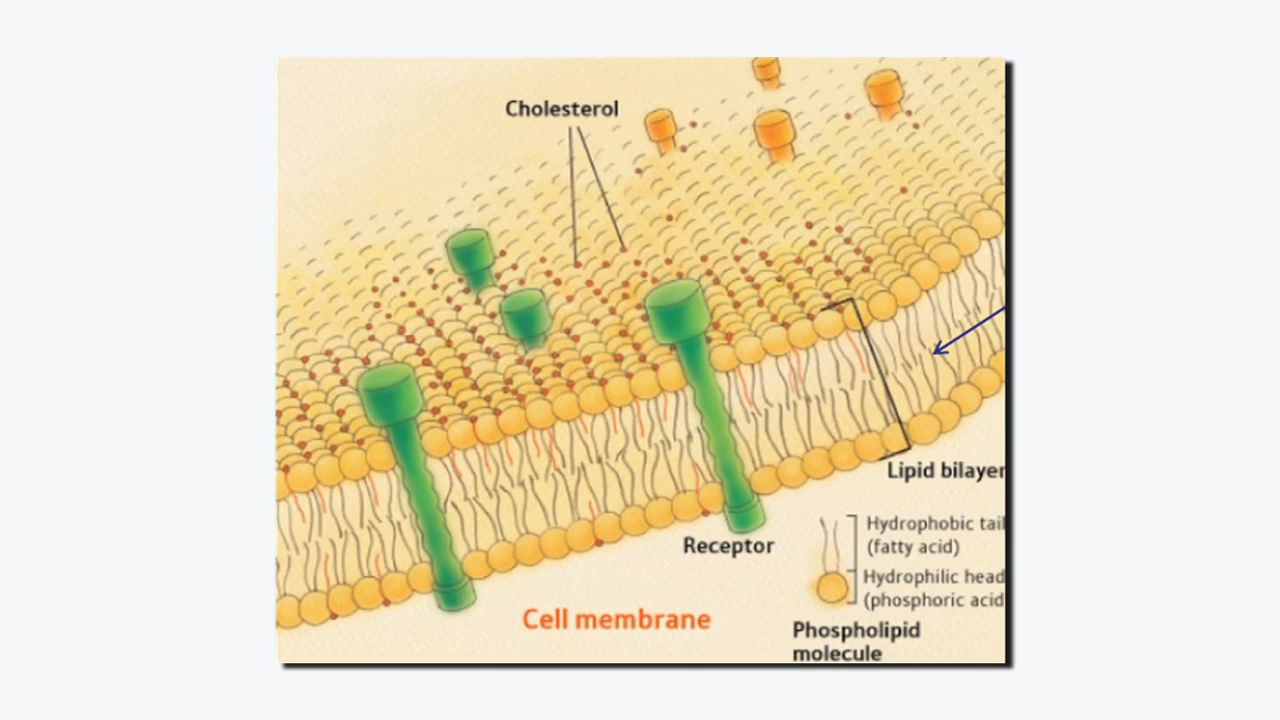 Cholesterol
Lipid bilayer
Hydrophobic tail
(fatty acid)
Receptor
Hydrophilic head
(phosphoric acid
Cell membrane
Phospholipid
molecule